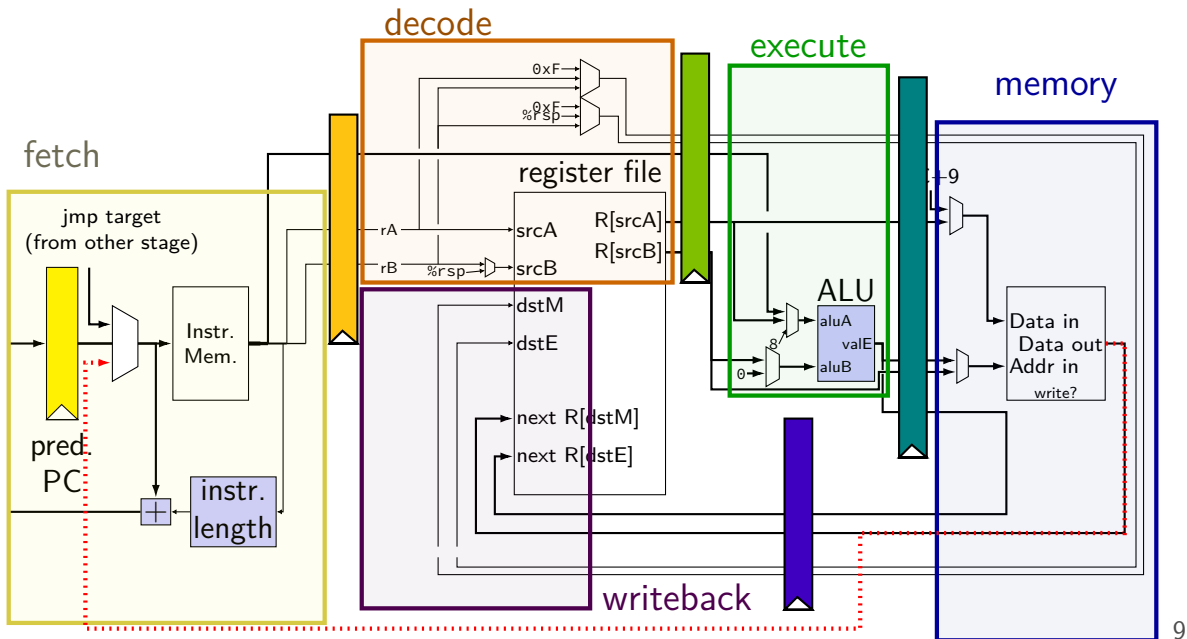 decode
execute
memory
fetch
0xF
0xF
%rsp
+9
register file
jmp target
(from other stage)
rA
srcA
R[srcA]
R[srcB]
rB
%rsp
srcB
ALU
dstM
Instr.
Mem.
dstE
aluA
valE
aluB
8
0
Data in
Data out
Addr in
write?
next R[dstM]
next R[dstE]
pred.
PC
+
instr.
length
writeback
9